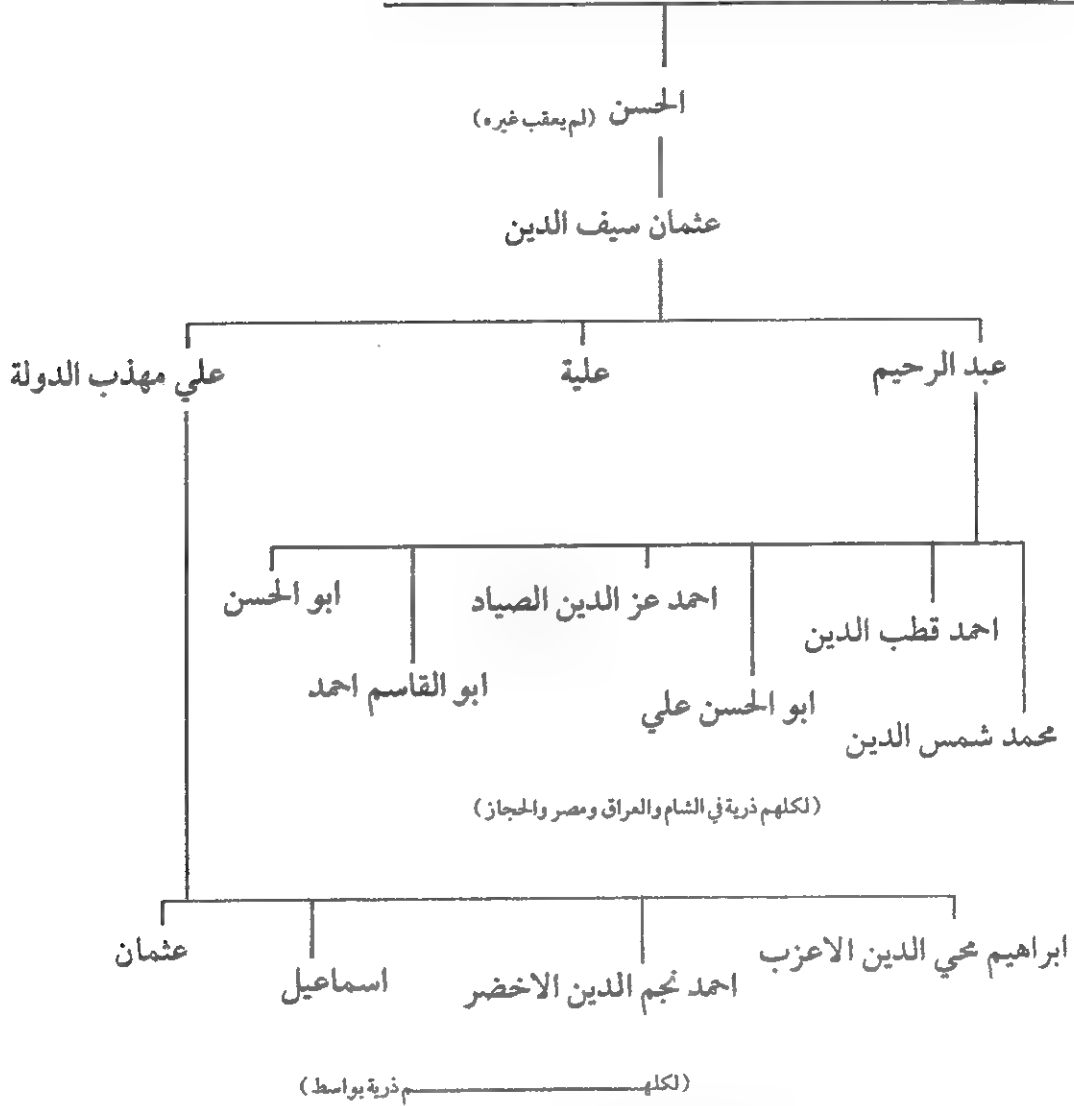 الحسن (لم يعقب غيره)
عثمان سيف الدين
عبد الرحيم
علية
علي مهذب الدولة
احمد عز الدين الصياد
ابو الحسن
احمد قطب الدين
ابو الحسن علي
ابو القاسم احمد
محمد شمس الدين
(لكلهم ذرية في الشام والعراق ومصر والحجاز)
ابراهيم محي الدين الاعزب
عثمان
احمد نجم الدين الاخضر
اسماعيل
(لكلهم ذرية بواسط)